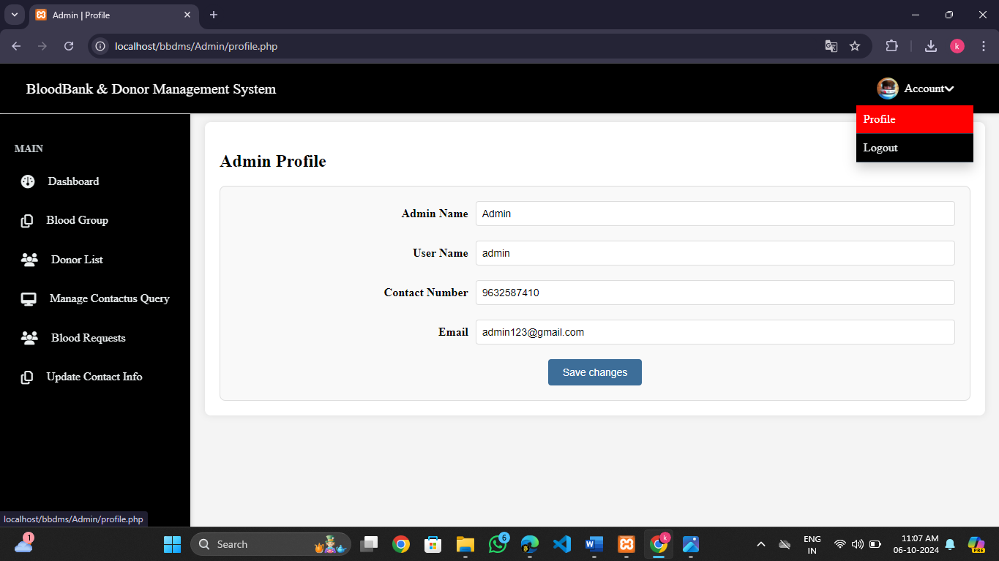 Admin | Profile
localhost/bbdms/Admin/profile.php
k
BloodBank & Donor Management System
Account
Profile
Logout
MAIN
Dashboard
Blood Group
Donor List
Manage Contactus Query
Blood Requests
Update Contact Info
Admin Profile
Admin Name Admin
User Name admin
Contact Number 9632587410
Email admin123@gmail.com
Save changes
localhost/bbdms/Admin/profile.php
1
Search
6
k
ENG
IN
11:07 AM
06-10-2024
PRE